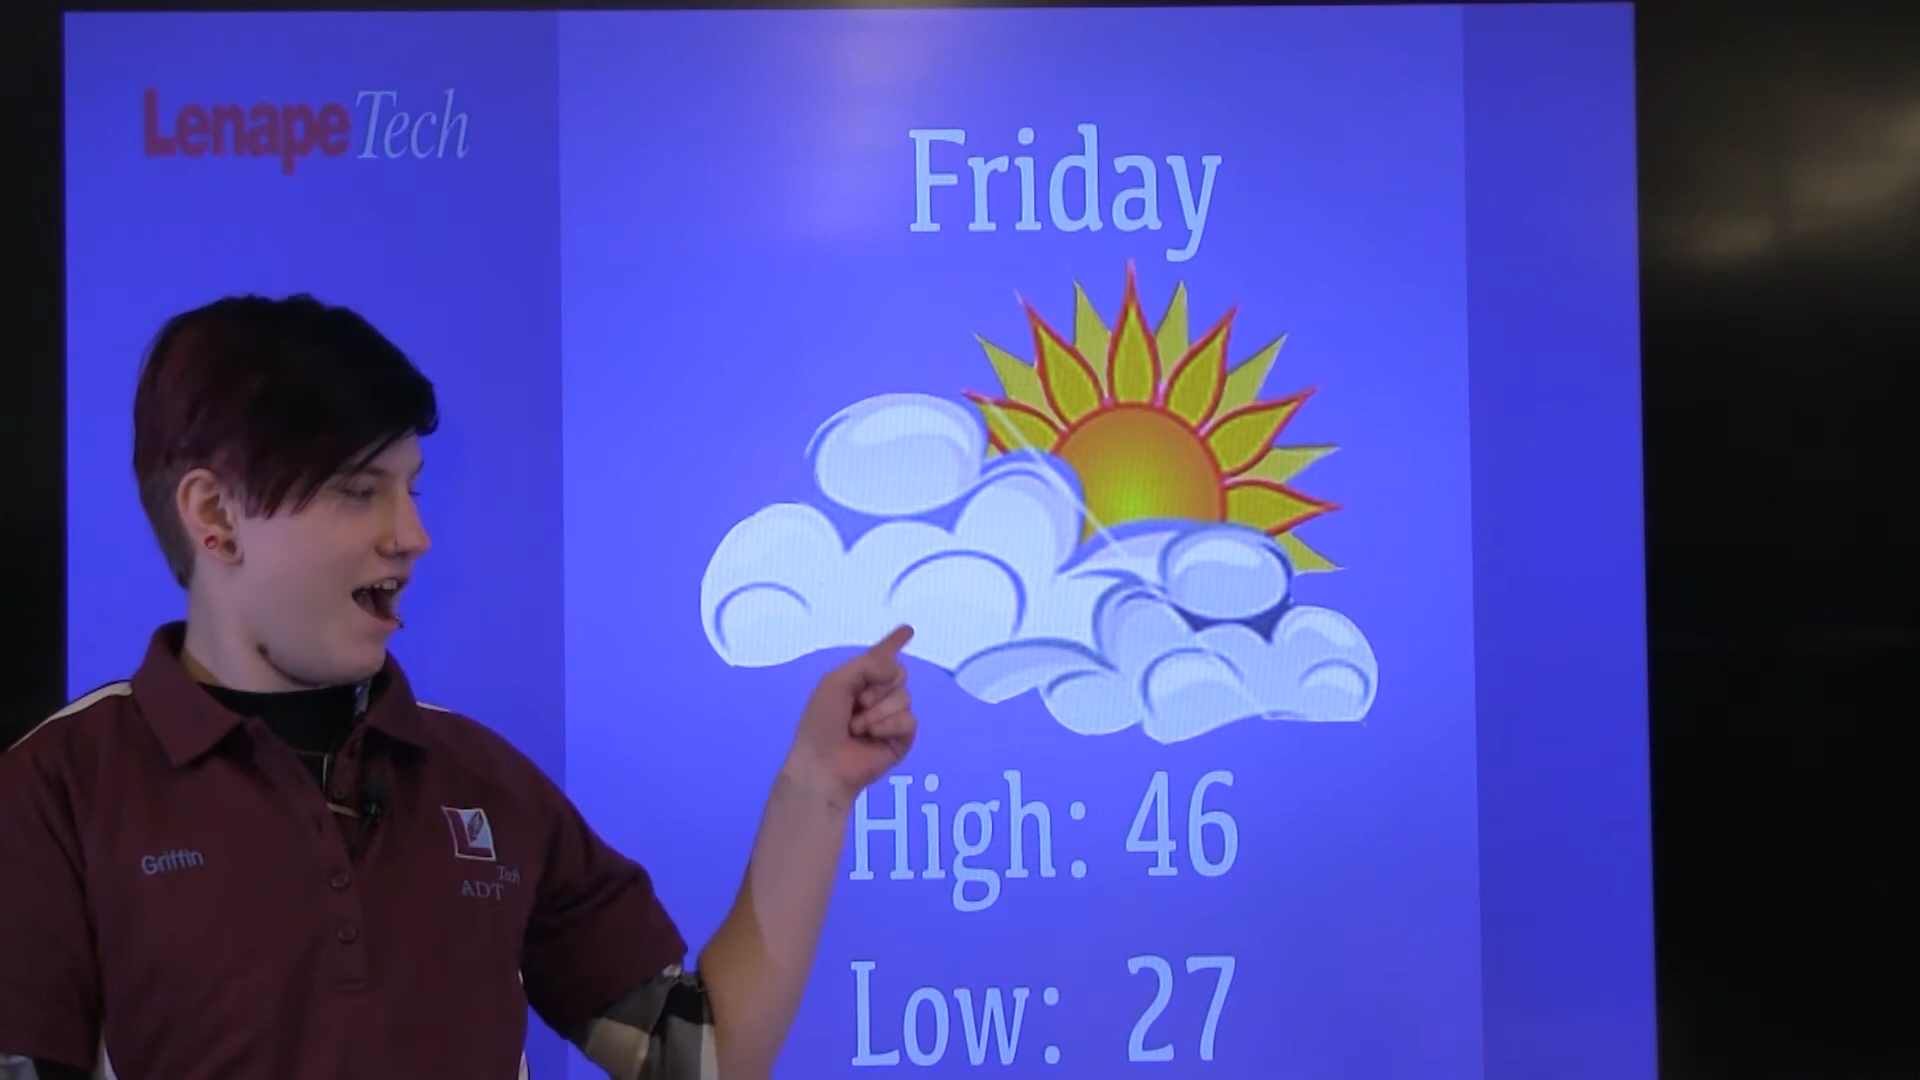 LenapeTech
Friday
High: 46
Low: 27
Griffin
Tech
ADT